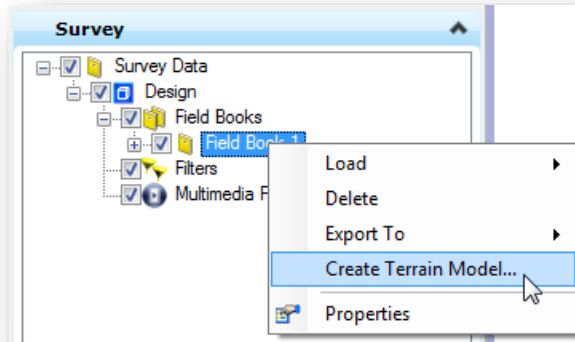 Survey
Survey Data
Design
Field Books
Field Book 1
Filters
Multimedia F
Load
Delete
Export To
Create Terrain Model...
Properties